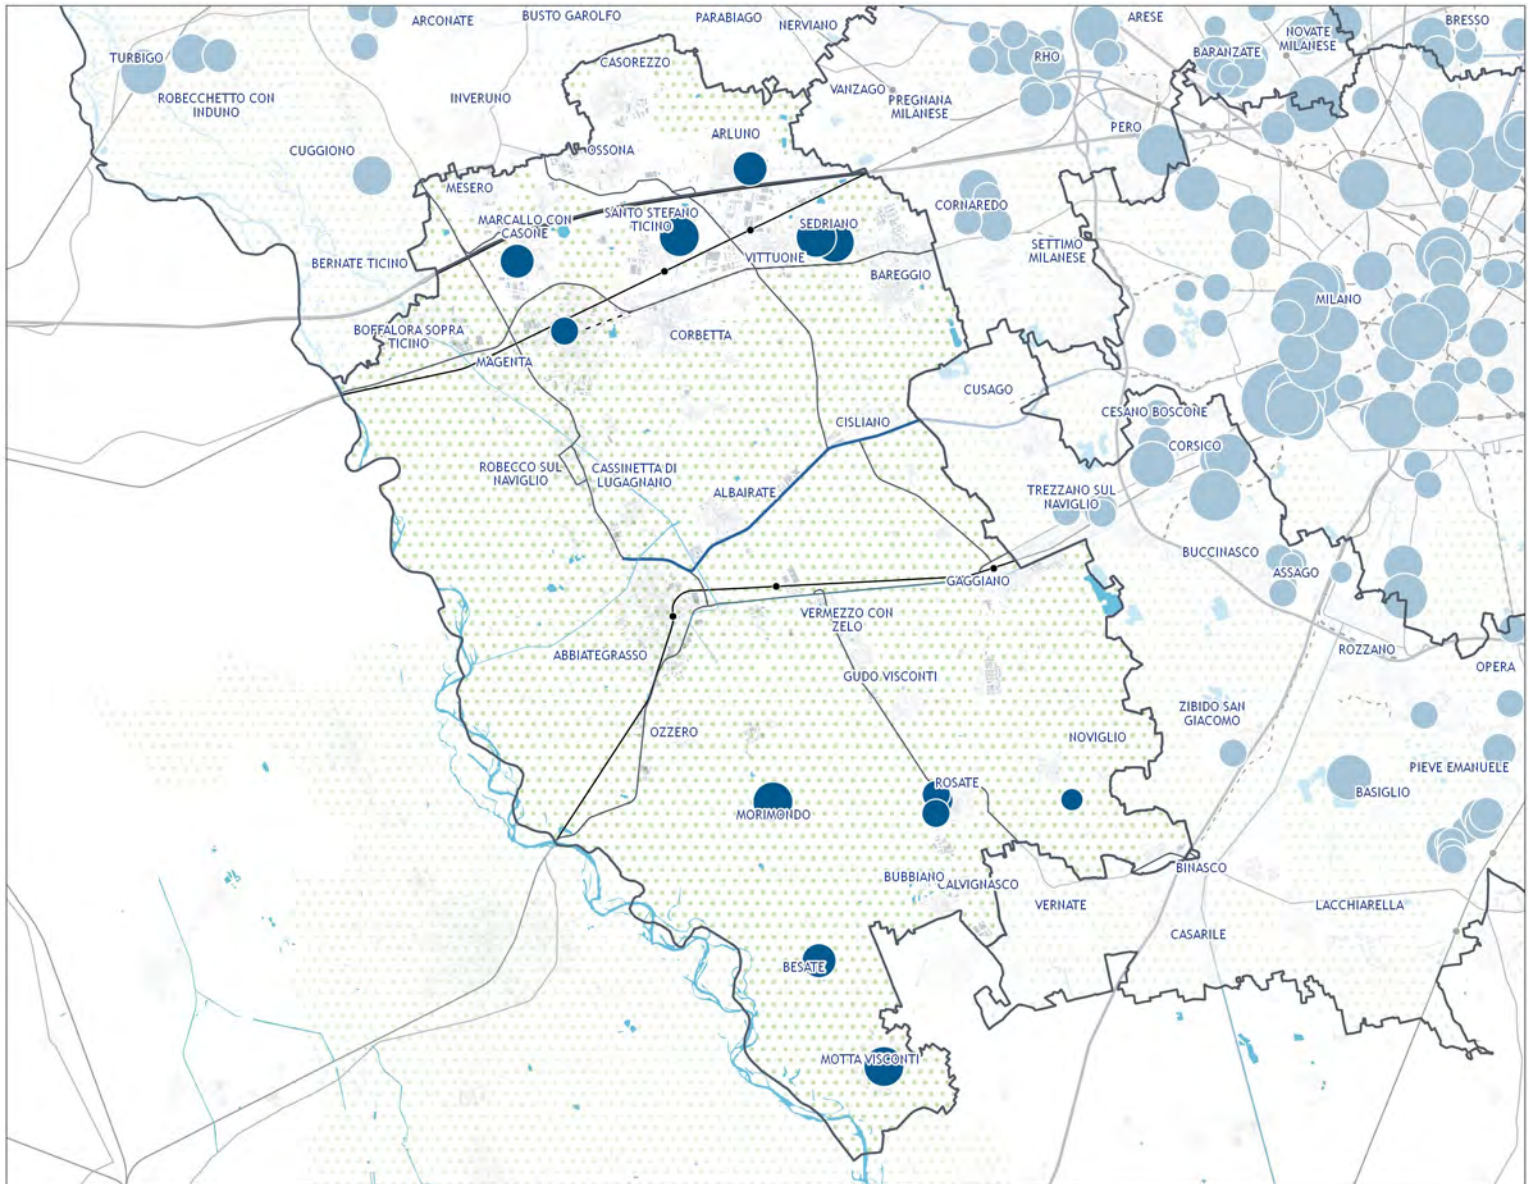 ARCONATE
BUSTO GAROLFO
PARABIAGO
NERVIANO
ARESE
BRESSO
NOVATE
MILANESE
BARANZATE
TURBIGO
CASOREZZO
RHO
VANZAGO
ROBECCHETTO CON
INDUNO
INVERUNO
PREGNANA
MILANESE
PERO
ARLUNO
CUGGIONO
OSSONA
MESERO
CORNAREDO
MARCALLO CON
CASONE
SANTO STEFANO
TICINO
SEDRIANO
SETTIMO
MILANESE
BERNATE TICINO
VITTUONE
BAREGGIO
MILANO
BOFFALORA SOPRA
TICINO
CORBETTA
MAGENTA
CUSAGO
CESANO BOSCONE
CISLIANO
CORSICO
ROBECCO SUL
NAVIGLIO
CASSINETTA DI
LUGAGNANO
ALBAIRATE
TREZZANO SUL
NAVIGLIO
BUCCINASCO
ASSAGO
GAGGIANO
VERMEZZO CON
ZELO
ABBIATEGRASSO
ROZZANO
OPERA
GUDO VISCONTI
ZIBIDO SAN
GIACOMO
OZZERO
NOVIGLIO
PIEVE EMANUELE
ROSATE
BASIGLIO
MORIMONDO
BINASCO
BUBBIANO
CALVIGNASCO
VERNATE
LACCHIARELLA
CASARILE
BESATE
MOTTA VISCONTI